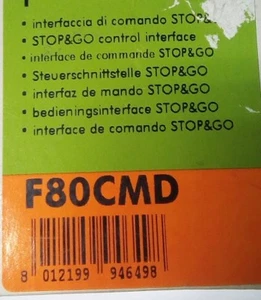 • interfaccia di comando STOP&
• STOP&GO control interface
• interface de commande STOP&GO
• Steuerschnittstelle STOP&GO
• interfaz de mando STOP&GO
• bedieningsinterface STOP&GO
• interface de comando STOP&GO
F80CMD
8 012199 946498